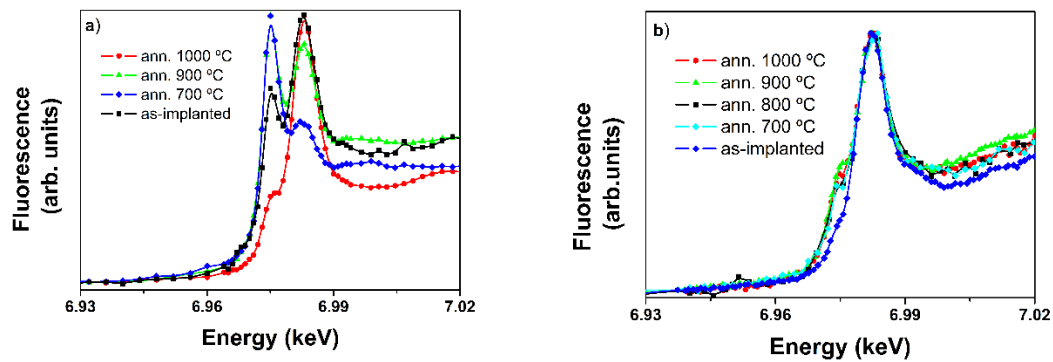 a)
ann. 1000 ºC
ann. 900 ºC
ann. 700 ºC
as-implanted
Fluorescence
(arb. units)
6.93 6.96 6.99 7.02
Energy (keV)
b)
ann. 1000 ºC
ann. 900 ºC
ann. 800 ºC
ann. 700 ºC
as-implanted
Fluorescence
(arb.units)
6.93 6.96 6.99 7.02
Energy (keV)